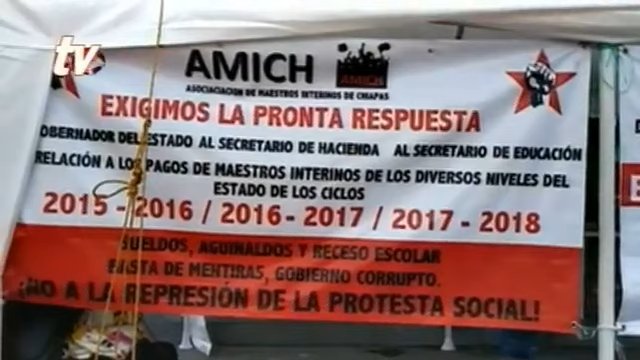 tv
AMICH
AMICH
ASOCIACIACION DE MAESTROS INTERINOS DE CHIAPAS
EXIGIMOS LA PRONTA RESPUESTA
OBERNADOR DEL ESTADO AL SECRETARIO DE HACIENDA AL SECRETARIO DE EDUCACIÓN
RELACIÓN A LOS PAGOS DE MAESTROS INTERINOS DE LOS DIVERSOS NIVELES DEL
ESTADO DE LOS CICLOS
2015 - 2016 / 2016 - 2017 / 2017 - 2018
SUELDOS, AGUINALDOS Y RECESO ESCOLAR
BASTA DE MENTIRAS, GOBIERNO CORRUPTO.
¡NO A LA REPRESIÓN DE LA PROTESTA SOCIAL!